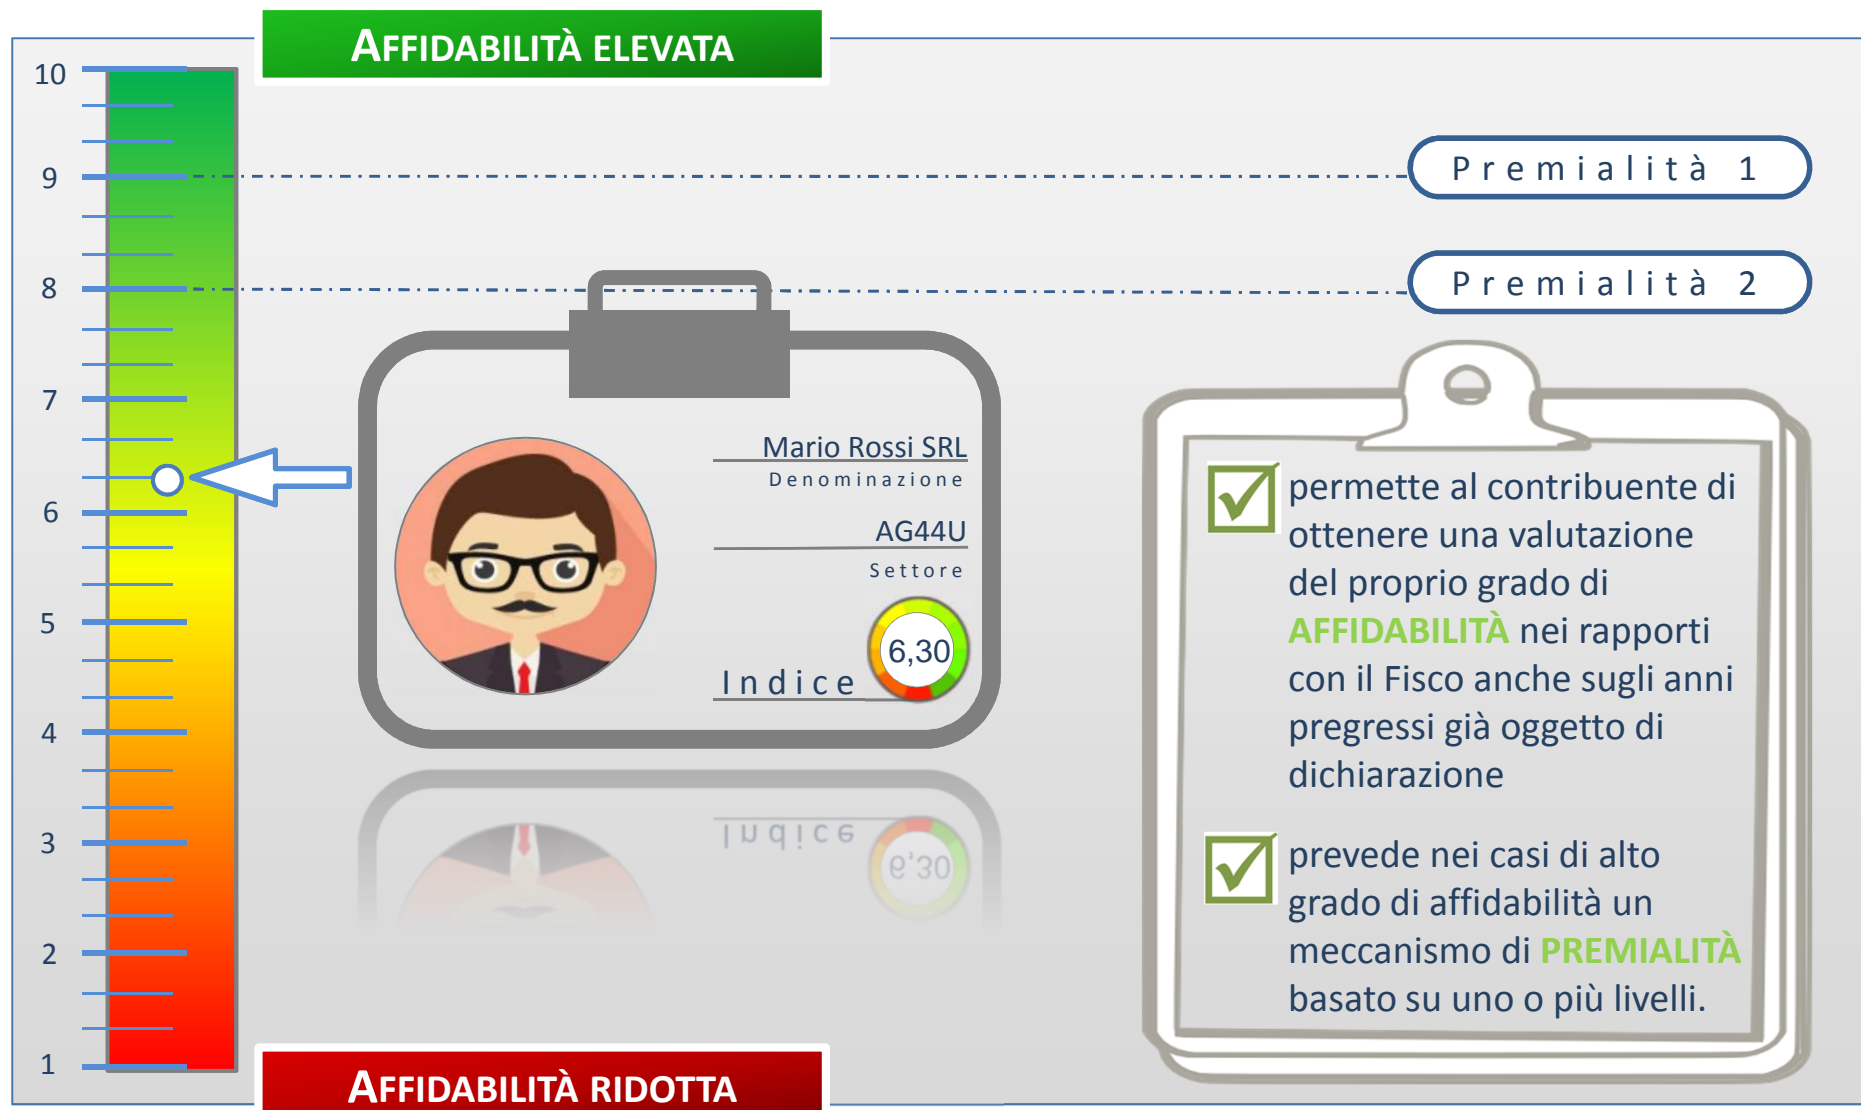 AFFIDABILITÀ ELEVATA
10
9
8
7
6
5
4
3
2
1
Premialità 1
Premialità 2
Mario Rossi SRL
Denominazione
AG44U
Settore
6,30
Indice
Indice
6,30
permette al contribuente di
ottenere una valutazione
del proprio grado di
AFFIDABILITÀ nei rapporti
con il Fisco anche sugli anni
pregressi già oggetto di
dichiarazione
prevede nei casi di alto
grado di affidabilità un
meccanismo di PREMIALITÀ
basato su uno o più livelli.
AFFIDABILITÀ RIDOTTA